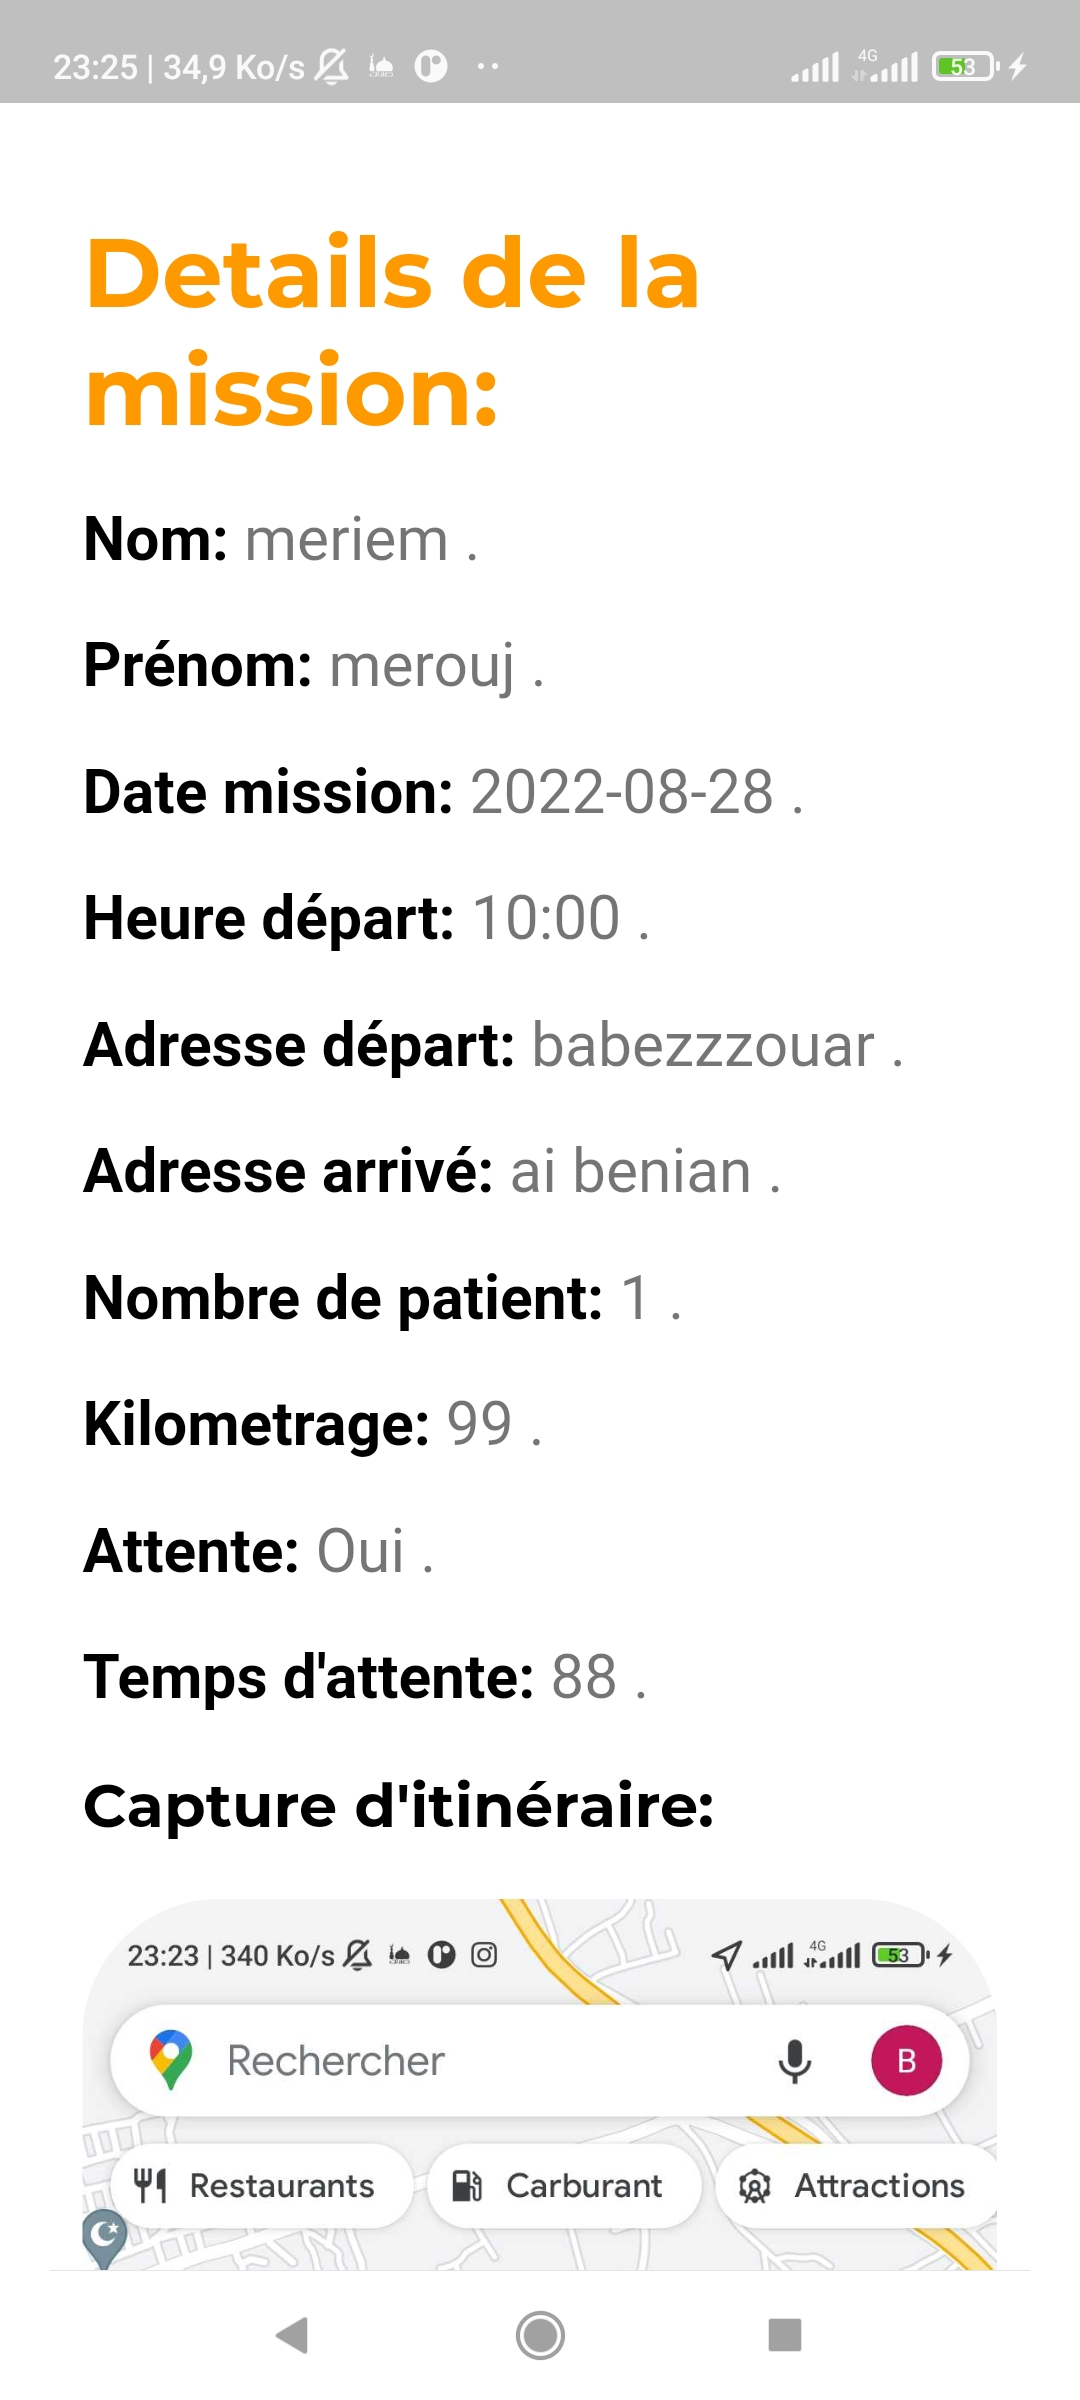 23:25 | 34,9 Ko/s
4G
53
Details de la
mission:
Nom: meriem .
Prénom: merouj .
Date mission: 2022-08-28 .
Heure départ: 10:00 .
Adresse départ: babezzzouar .
Adresse arrivé: ai benian .
Nombre de patient: 1 .
Kilometrage: 99 .
Attente: Oui .
Temps d'attente: 88 .
Capture d'itinéraire:
23:23 | 340 Ko/s
4G
53
Rechercher
B
Restaurants
Carburant
Attractions